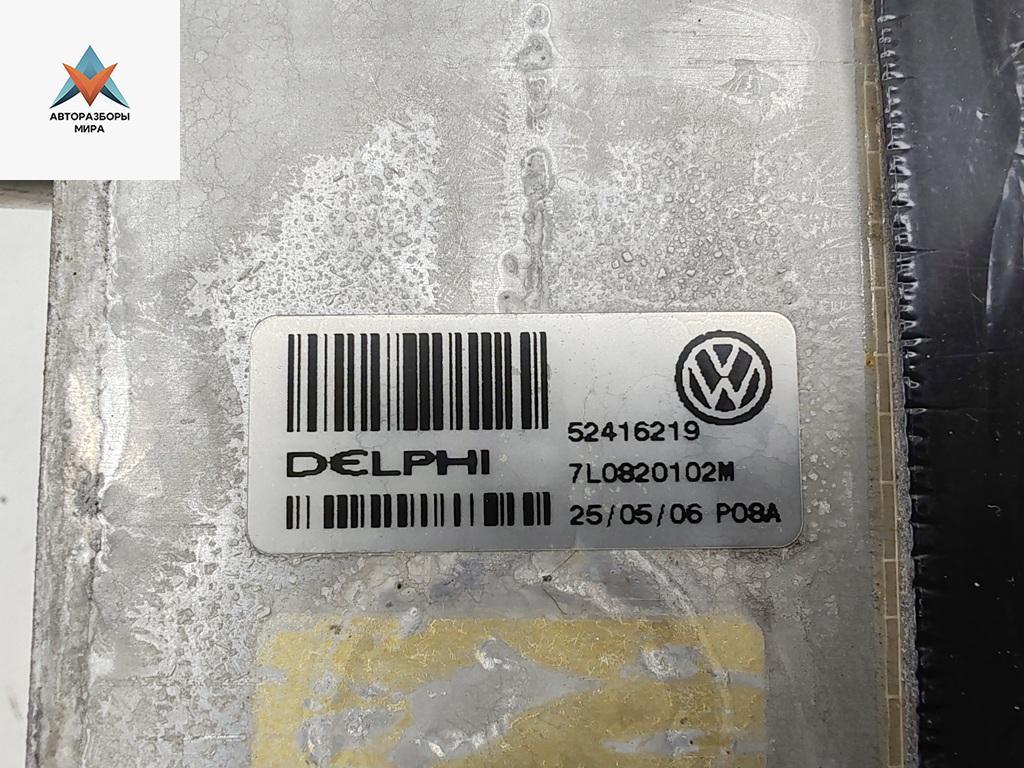 АВТОРАЗБОРЫ
МИРА
52416219
DELPHI
7L0820102M
25/05/06 P08A